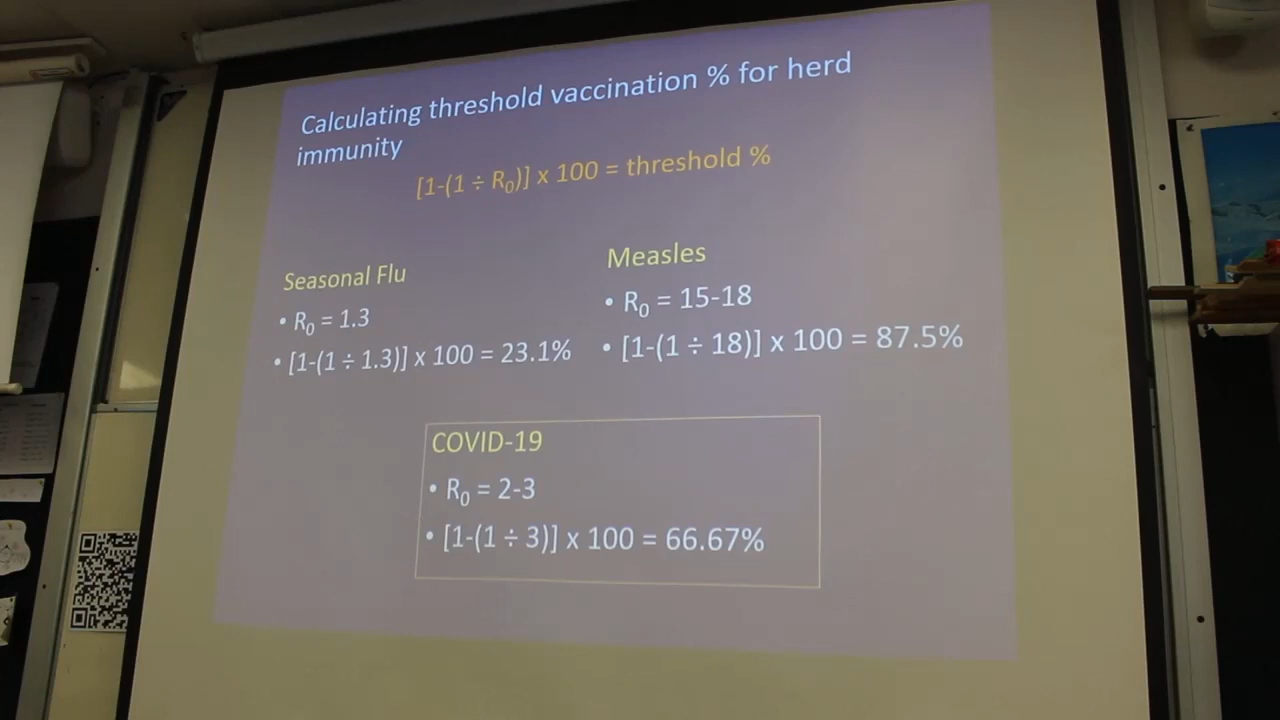 Calculating threshold vaccination % for herd
immunity
[1-(1 ÷ R₀)] x 100 = threshold %
Seasonal Flu
• R₀ = 1.3
• [1-(1 ÷ 1.3)] x 100 = 23.1%
Measles
• R₀ = 15-18
• [1-(1 ÷ 18)] x 100 = 87.5%
COVID-19
• R₀ = 2-3
• [1-(1 ÷ 3)] x 100 = 66.67%